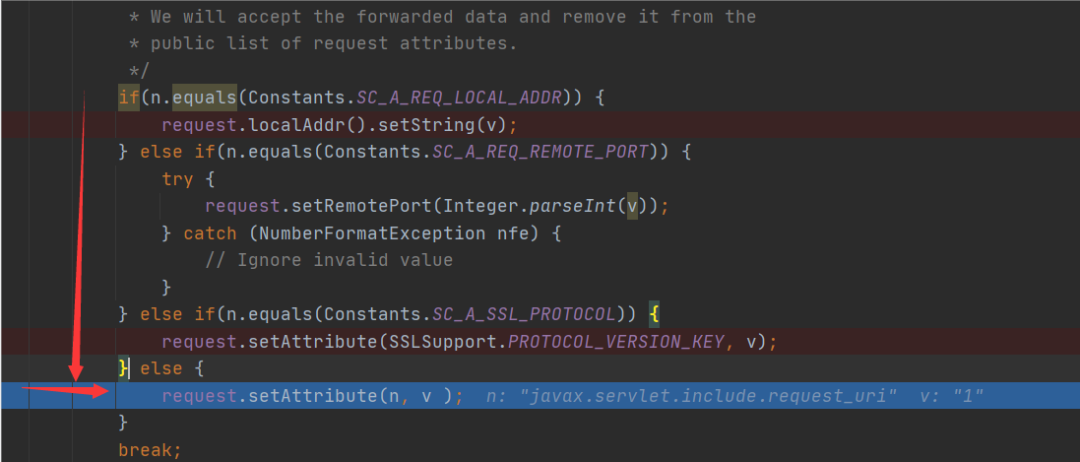 * We will accept the forwarded data and remove it from the
* public list of request attributes.
*/
if(n.equals(Constants.SC_A_REQ_LOCAL_ADDR)) {
request.localAddr().setString(v);
} else if(n.equals(Constants.SC_A_REQ_REMOTE_PORT)) {
try {
request.setRemotePort(Integer.parseInt(v));
} catch (NumberFormatException nfe) {
// Ignore invalid value
}
} else if(n.equals(Constants.SC_A_SSL_PROTOCOL)) {
request.setAttribute(SSLSupport.PROTOCOL_VERSION_KEY, v);
} else {
request.setAttribute(n, v ); n: "javax.servlet.include.request_uri" v: "1"
}
break;